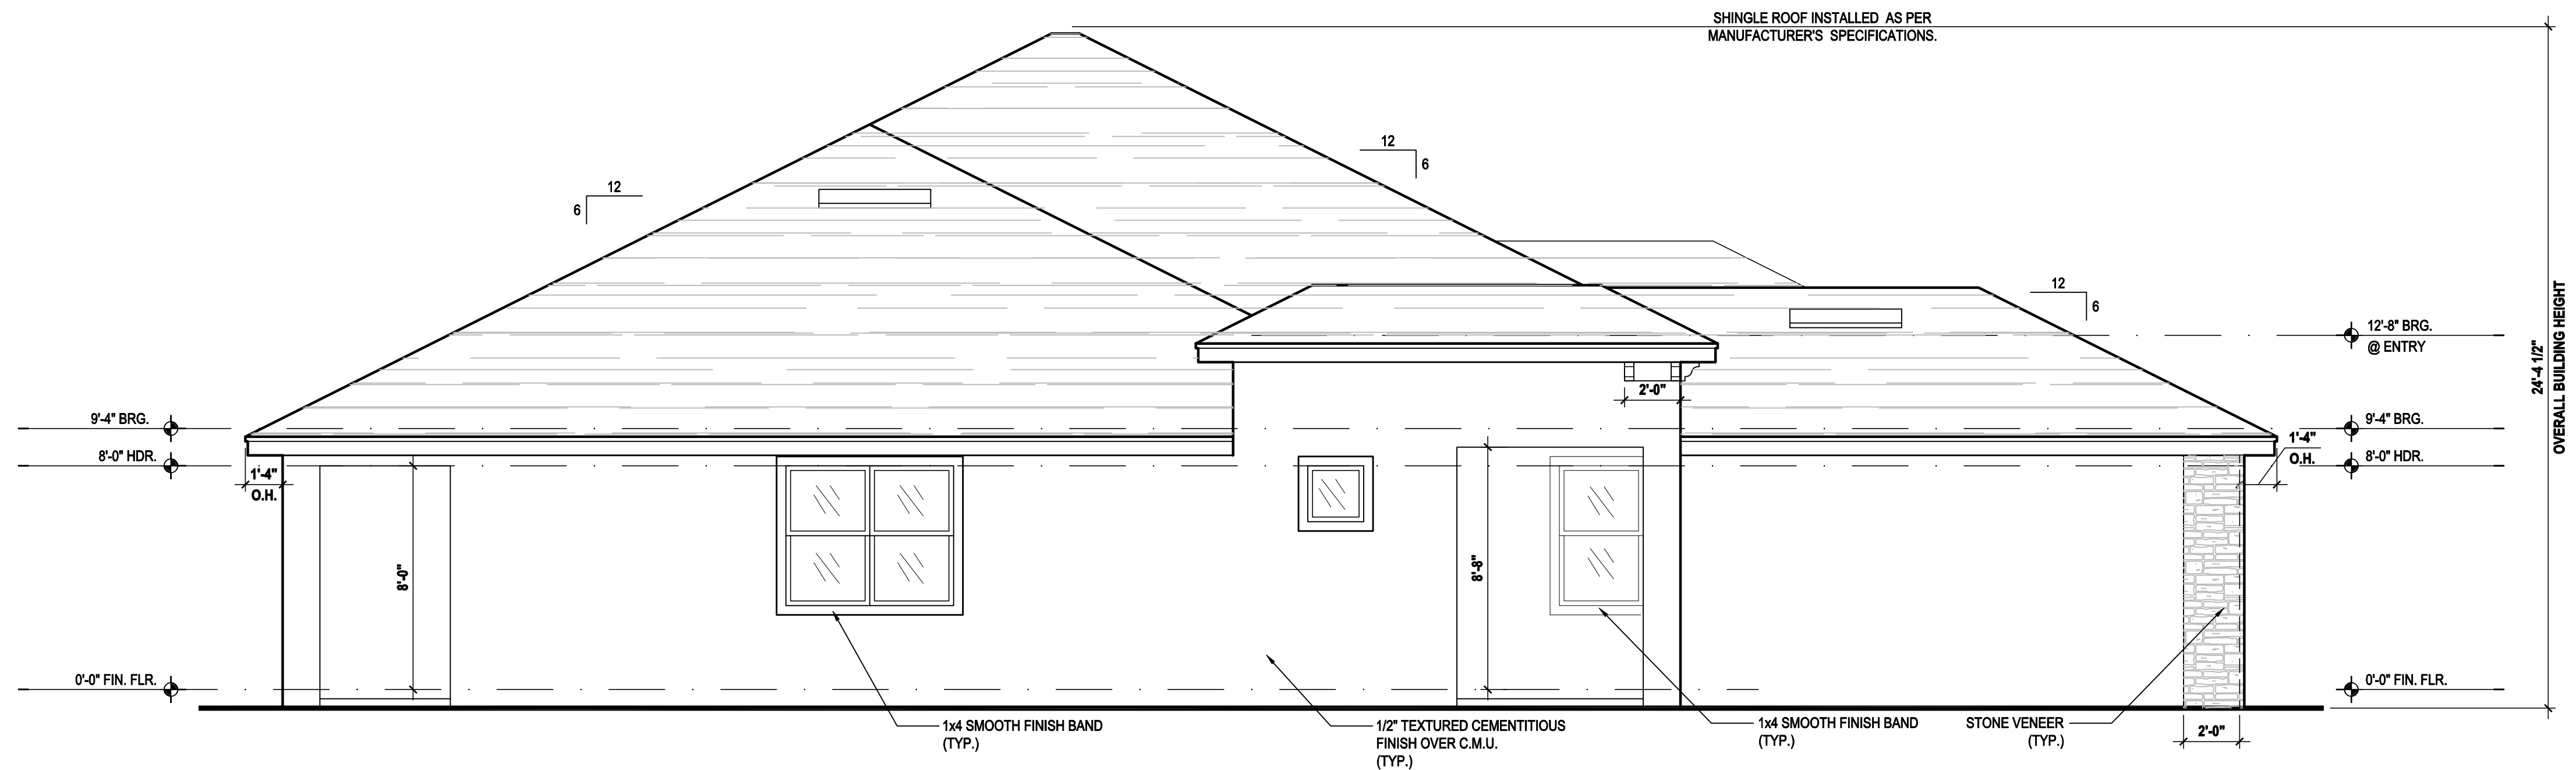 SHINGLE ROOF INSTALLED AS PER
MANUFACTURER'S SPECIFICATIONS.
12
6
12
6
12
6
12'-8" BRG.
@ ENTRY
24'-4 1/2"
OVERALL BUILDING HEIGHT
2'-0"
9'-4" BRG.
9'-4" BRG.
8'-0" HDR.
1'-4"
O.H.
1'-4"
O.H.
8'-0" HDR.
8'-0"
8'-8"
0'-0" FIN. FLR.
0'-0" FIN. FLR.
1x4 SMOOTH FINISH BAND
(TYP.)
1/2" TEXTURED CEMENTITIOUS
FINISH OVER C.M.U.
(TYP.)
1x4 SMOOTH FINISH BAND
(TYP.)
STONE VENEER
(TYP.)
2'-0"